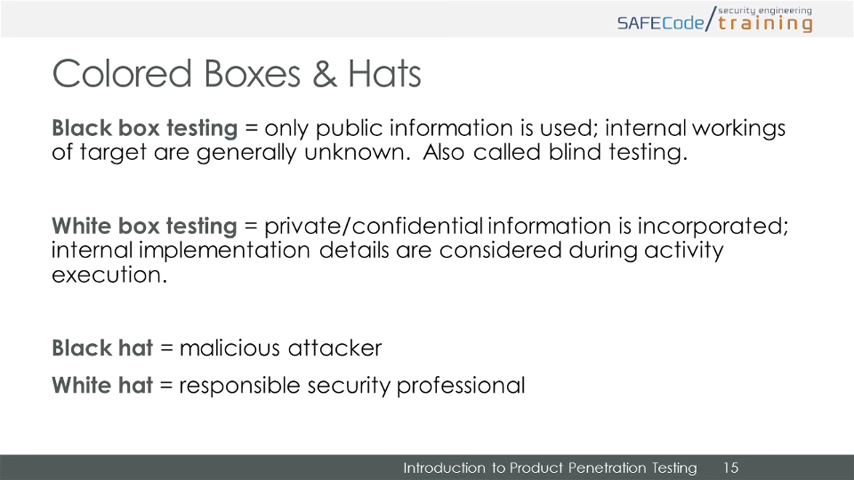 security engineering
SAFECode/training
Colored Boxes & Hats
Black box testing = only public information is used; internal workings
of target are generally unknown. Also called blind testing.
White box testing = private/confidential information is incorporated;
internal implementation details are considered during activity
execution.
Black hat = malicious attacker
White hat = responsible security professional
Introduction to Product Penetration Testing 15